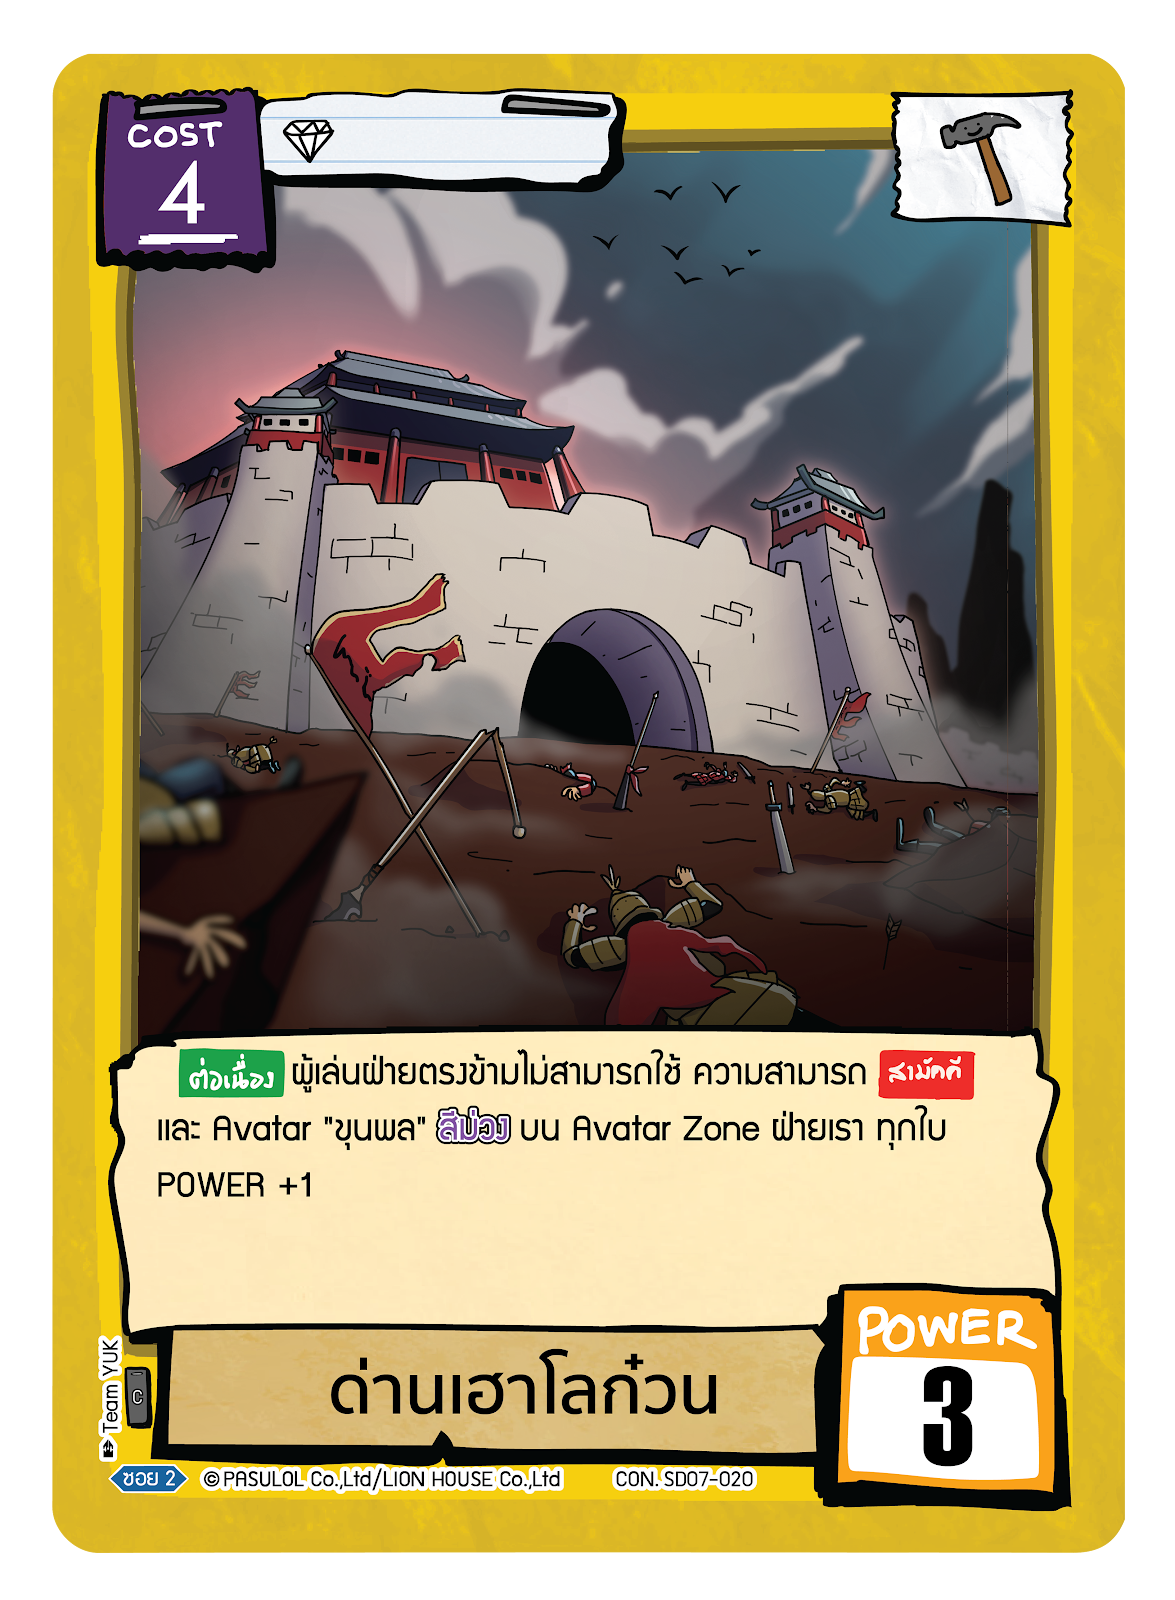 COST
4
ต่อเนื่อง ผู้เล่นฝ่ายตรงข้ามไม่สามารถใช้ ความสามารถ สามัคคี
และ Avatar "ขุนพล" สีม่วง บน Avatar Zone ฝ่ายเรา ทุกใบ
POWER +1
POWER
3
ด่านเฮาโลก๋วน
Team YUK
C
ซอย 2
© PASULOL Co.,Ltd/LION HOUSE Co.,Ltd
CON. SD07-020